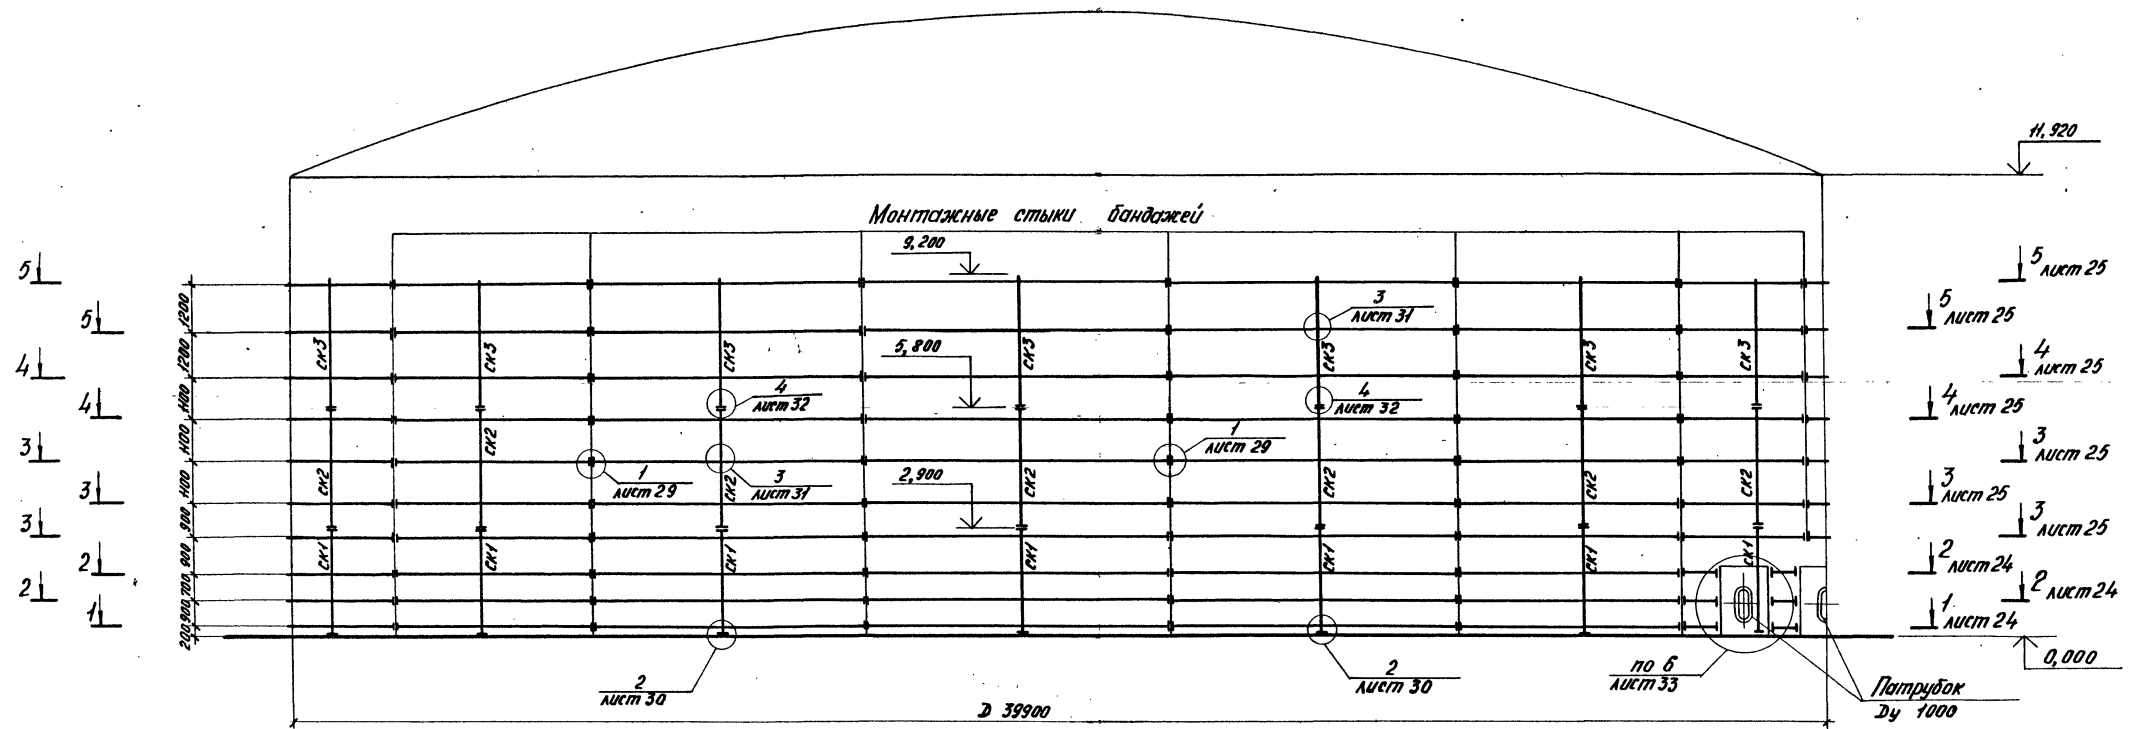 11,920
Монтажные стыки бандажей
9,200
5
5 лист 25
1200
5
3
лист 31
5 лист 25
1200
СК3
СК3
СК3
5,800
СК3
СК3
СК3
СК3
4
4 лист 25
1100
4
лист 32
4
лист 32
4
4 лист 25
1100
СК2
1
лист 29
3
3 лист 25
1100
1
лист 29
СК2
3
лист 31
СК2
2,900
СК2
СК2
СК2
СК2
3
3 лист 25
900
3
3 лист 25
900
СК1
СК1
СК1
СК1
СК1
СК1
СК1
2
2 лист 24
700
2
2 лист 24
900
1
1 лист 24
200
0,000
2
лист 30
2
лист 30
по 6
лист 33
Патрубок
Ду 1000
D 39900